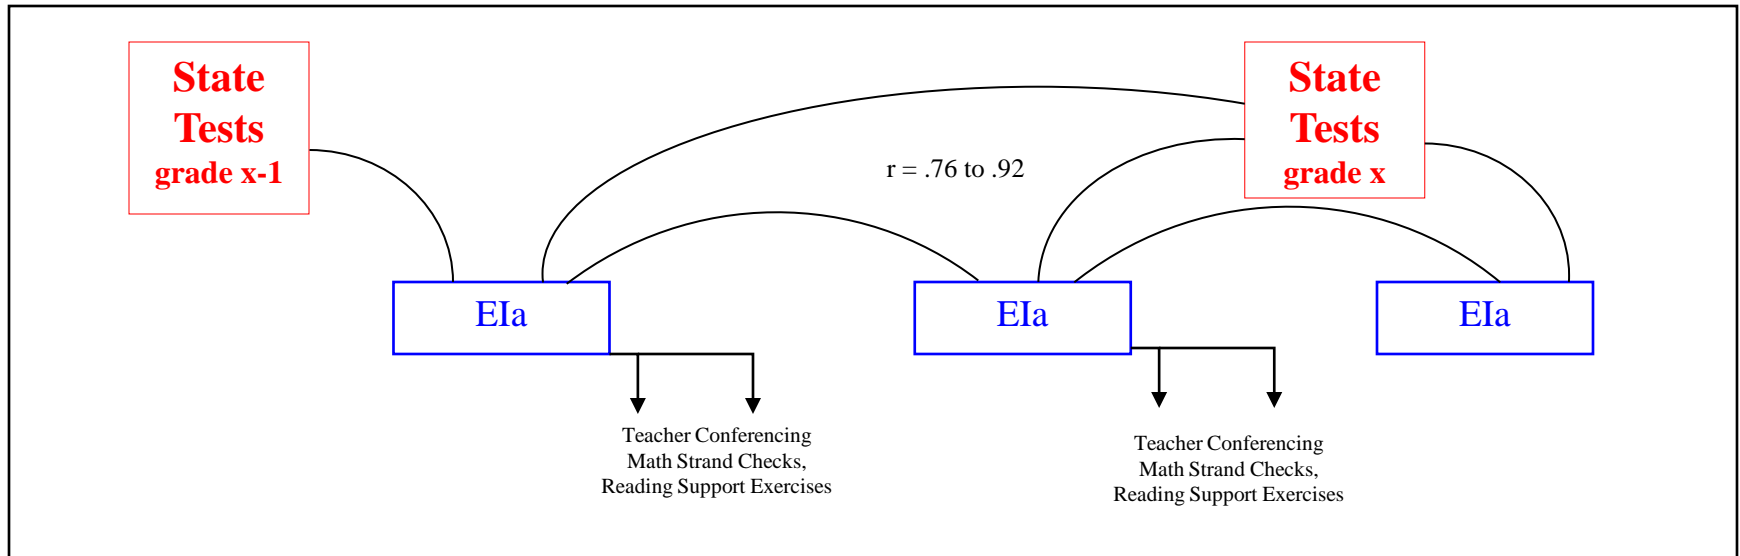 State
Tests
grade x-1
State
Tests
grade x
r = .76 to .92
EIa
EIa
EIa
Teacher Conferencing
Math Strand Checks,
Reading Support Exercises
Teacher Conferencing
Math Strand Checks,
Reading Support Exercises